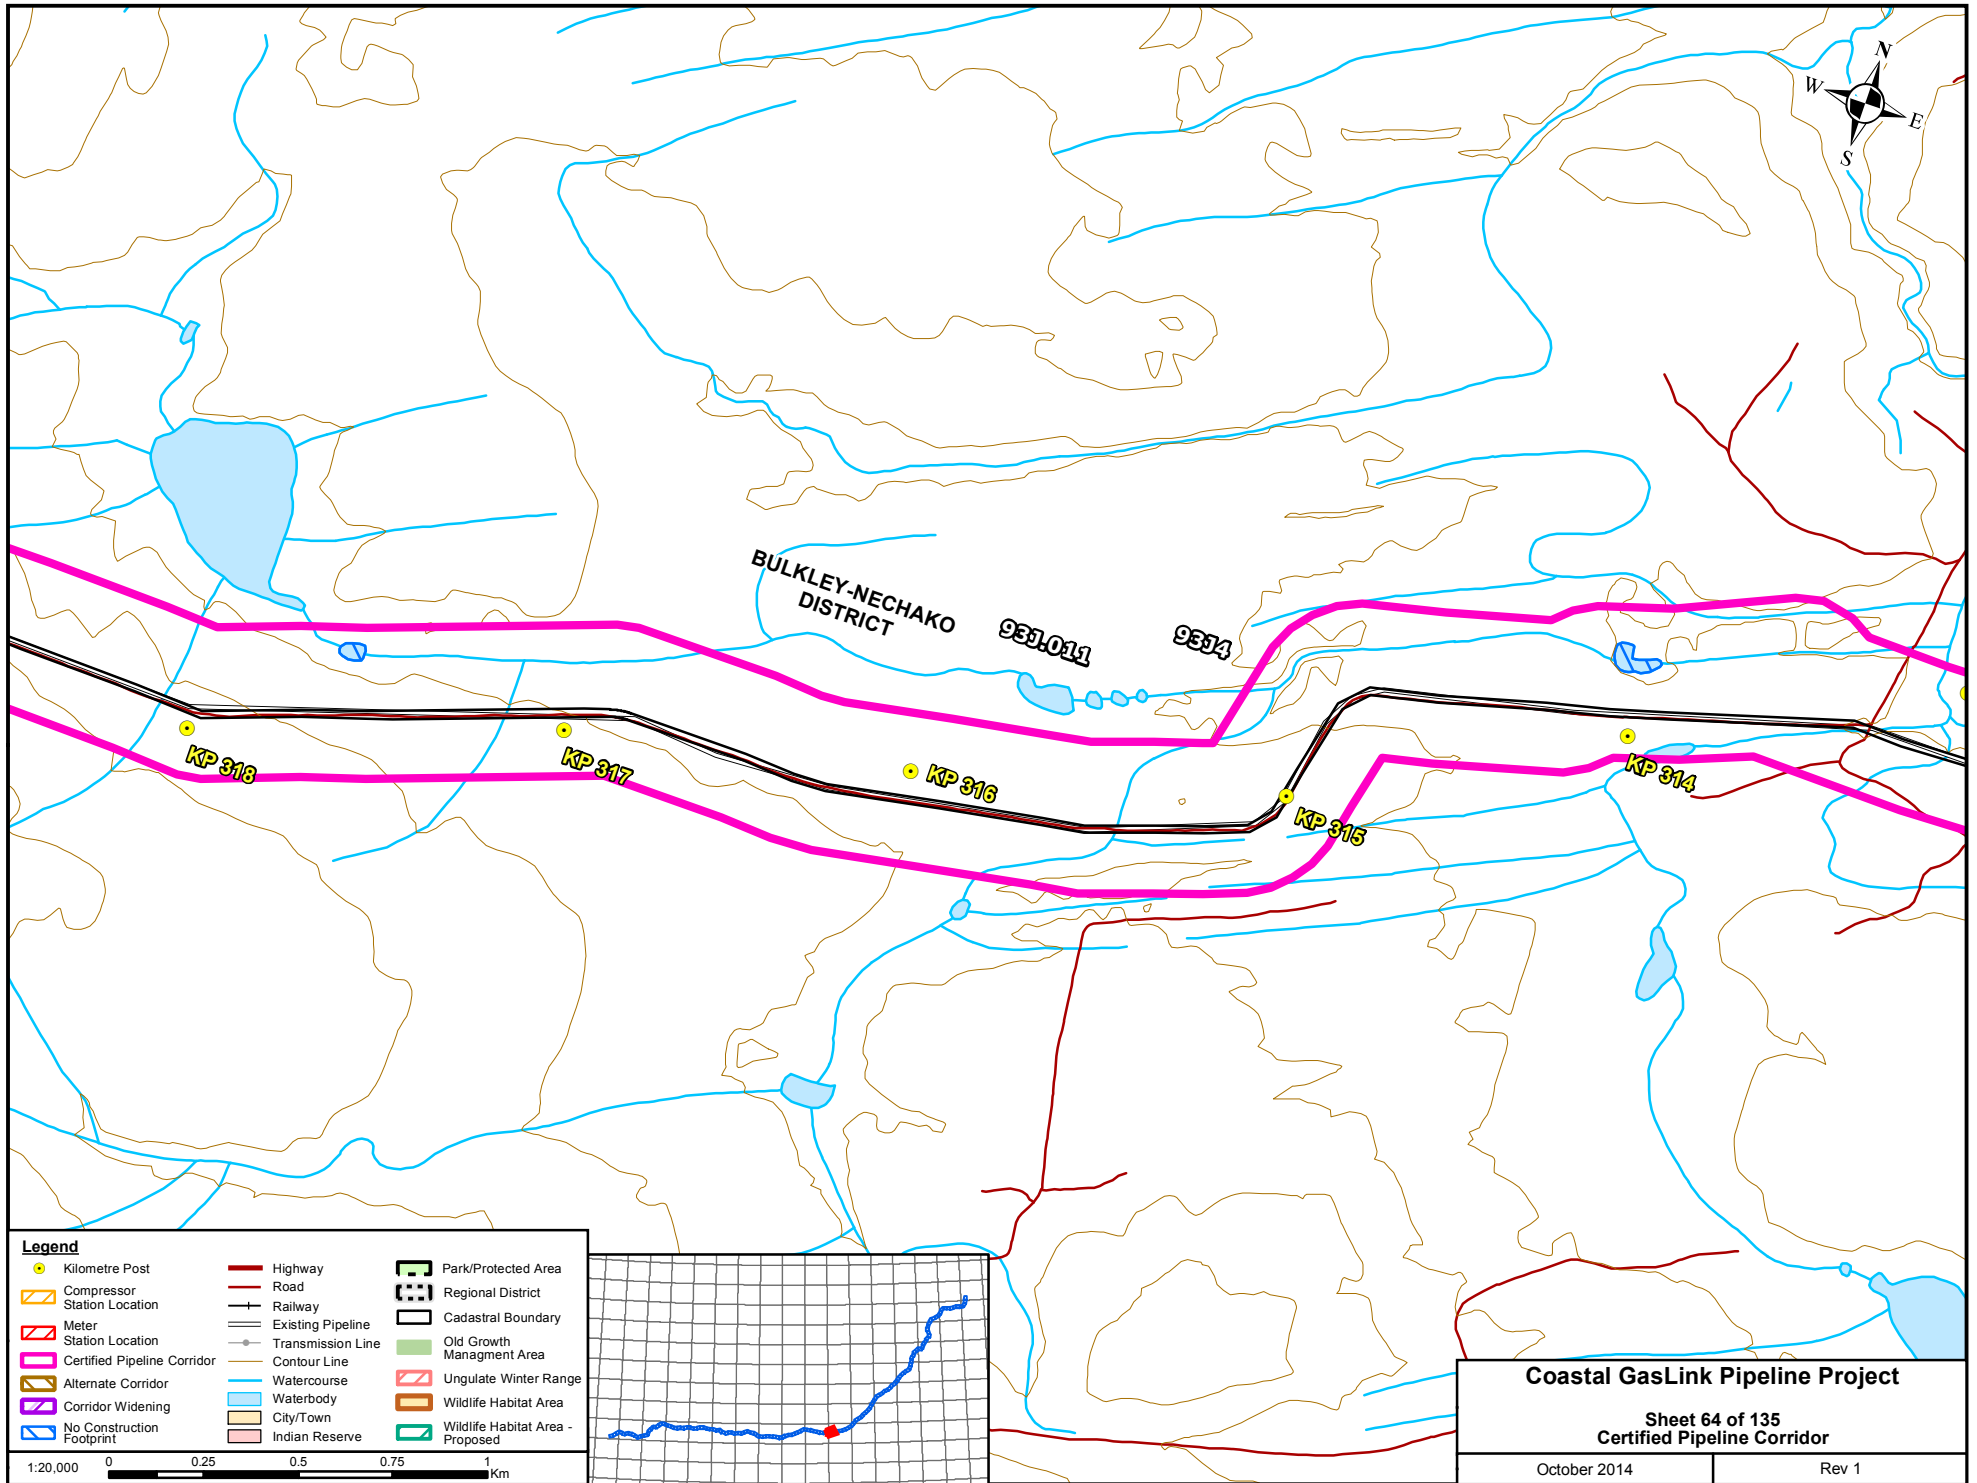 N
W
E
S
BULKLEY-NECHAKO
DISTRICT
93J.011
93J4
KP 318
KP 317
KP 316
KP 315
KP 314
Legend
Kilometre Post
Compressor
Station Location
Meter
Station Location
Certified Pipeline Corridor
Alternate Corridor
Corridor Widening
No Construction
Footprint
Highway
Road
Railway
Existing Pipeline
Transmission Line
Contour Line
Watercourse
Waterbody
City/Town
Indian Reserve
Park/Protected Area
Regional District
Cadastral Boundary
Old Growth
Managment Area
Ungulate Winter Range
Wildlife Habitat Area
Wildlife Habitat Area -
Proposed
1:20,000 0 0.25 0.5 0.75 1 Km
Coastal GasLink Pipeline Project
Sheet 64 of 135
Certified Pipeline Corridor
October 2014 Rev 1